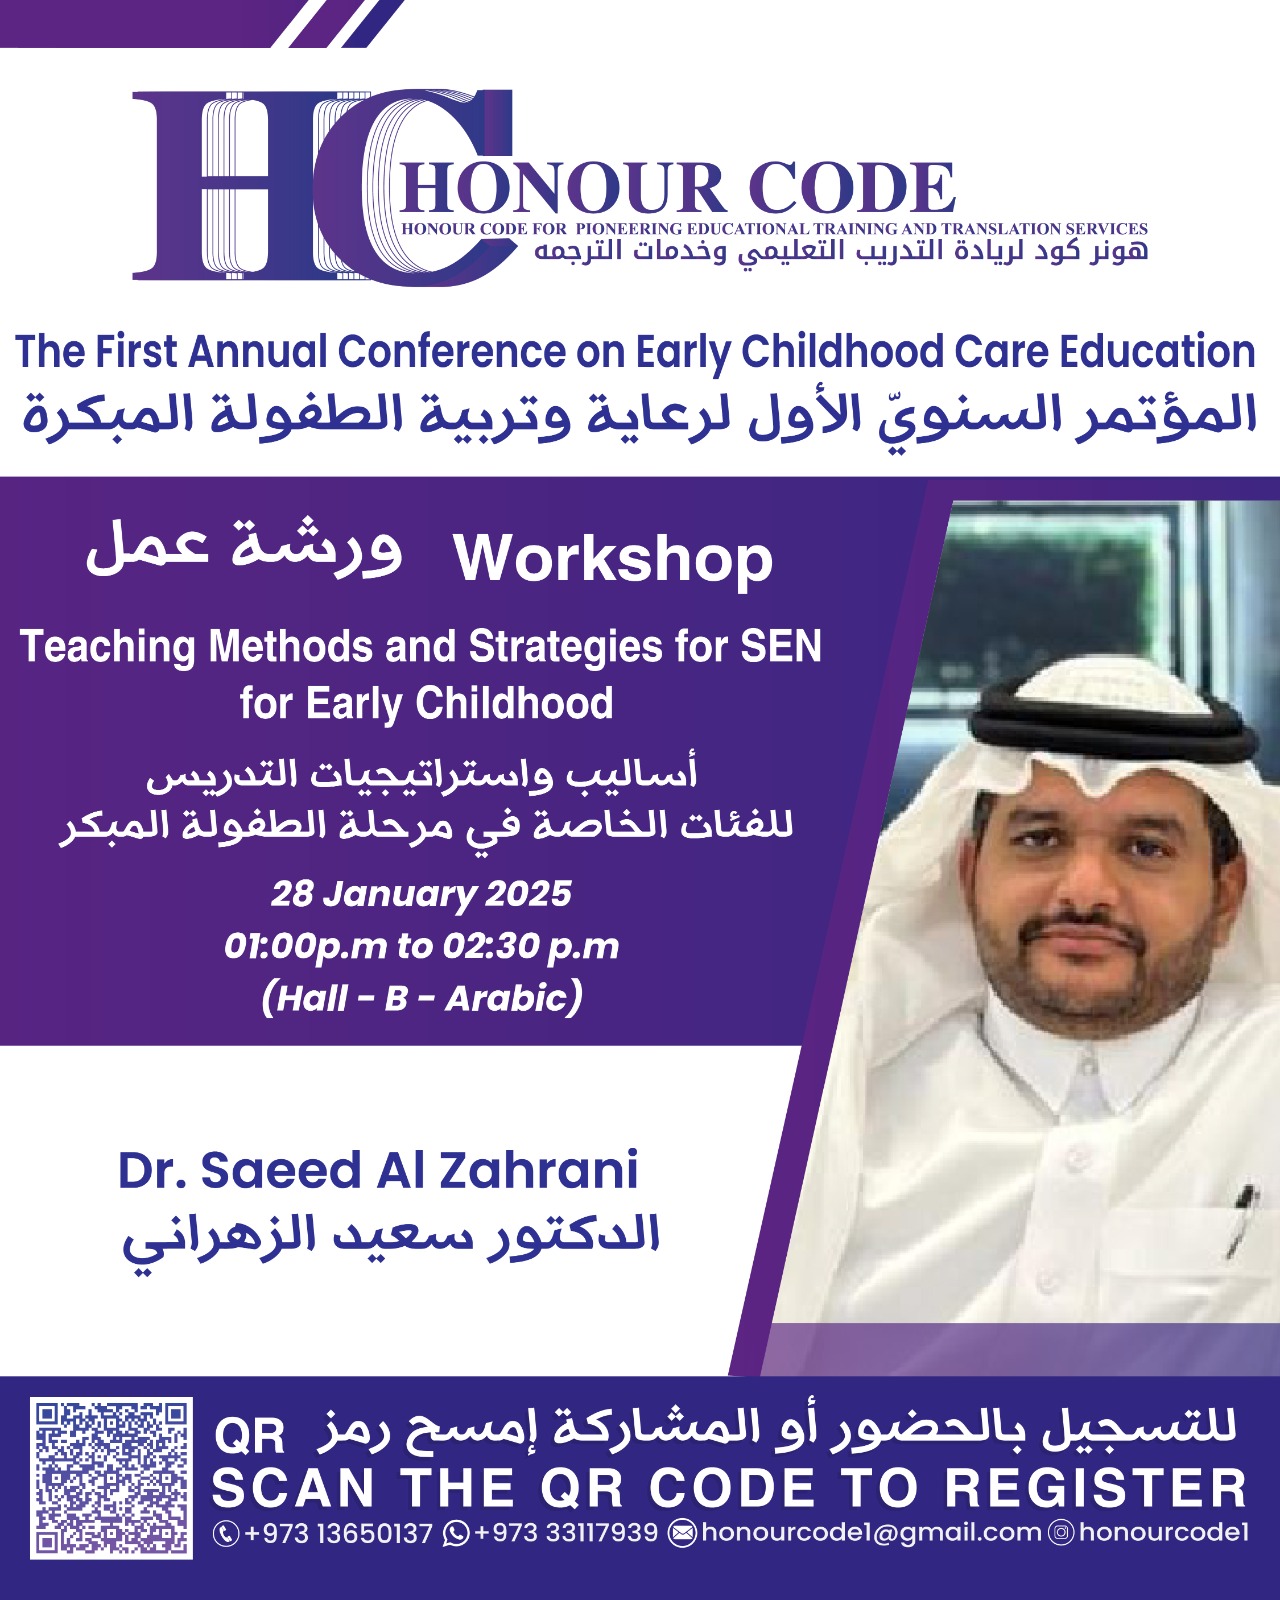 HC
HONOUR CODE
HONOUR CODE FOR PIONEERING EDUCATIONAL TRAINING AND TRANSLATION SERVICES
هونر كود لريادة التدريب التعليمي وخدمات الترجمه
The First Annual Conference on Early Childhood Care Education
المؤتمر السنويّ الأول لرعاية وتربية الطفولة المبكرة
ورشة عمل Workshop
Teaching Methods and Strategies for SEN
for Early Childhood
أساليب واستراتيجيات التدريس
للفئات الخاصة في مرحلة الطفولة المبكر
28 January 2025
01:00p.m to 02:30 p.m
(Hall - B - Arabic)
Dr. Saeed Al Zahrani
الدكتور سعيد الزهراني
للتسجيل بالحضور أو المشاركة إمسح رمز QR
SCAN THE QR CODE TO REGISTER
+973 13650137 +973 33117939 honourcode1@gmail.com honourcode1